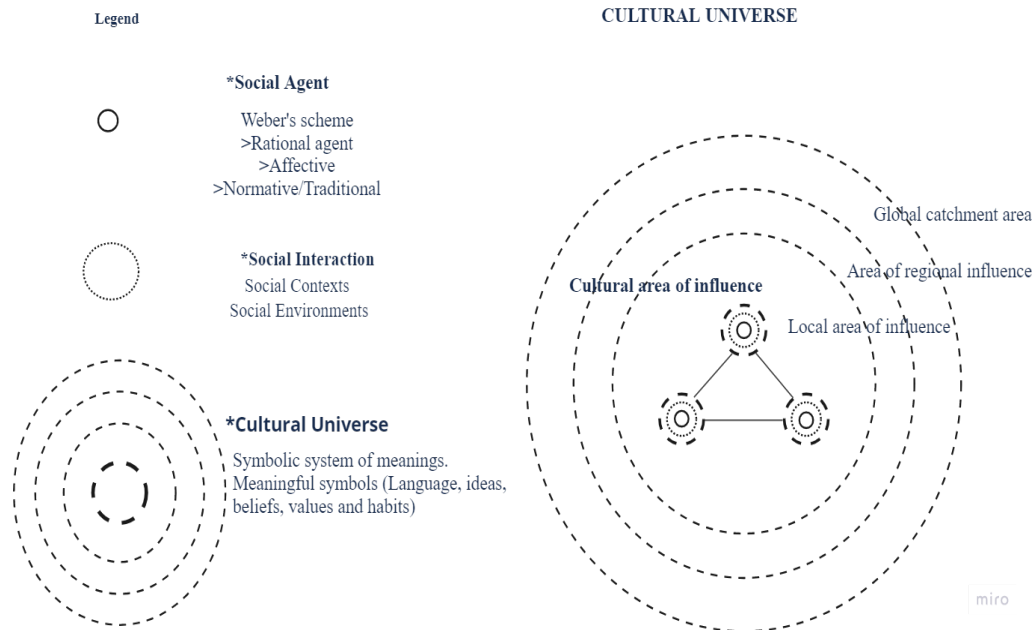 Legend
*Social Agent
Weber's scheme
>Rational agent
>Affective
>Normative/Traditional
*Social Interaction
Social Contexts
Social Environments
*Cultural Universe
Symbolic system of meanings.
Meaningful symbols (Language, ideas,
beliefs, values and habits)
CULTURAL UNIVERSE
Global catchment area
Area of regional influence
Cultural area of influence
Local area of influence
miro